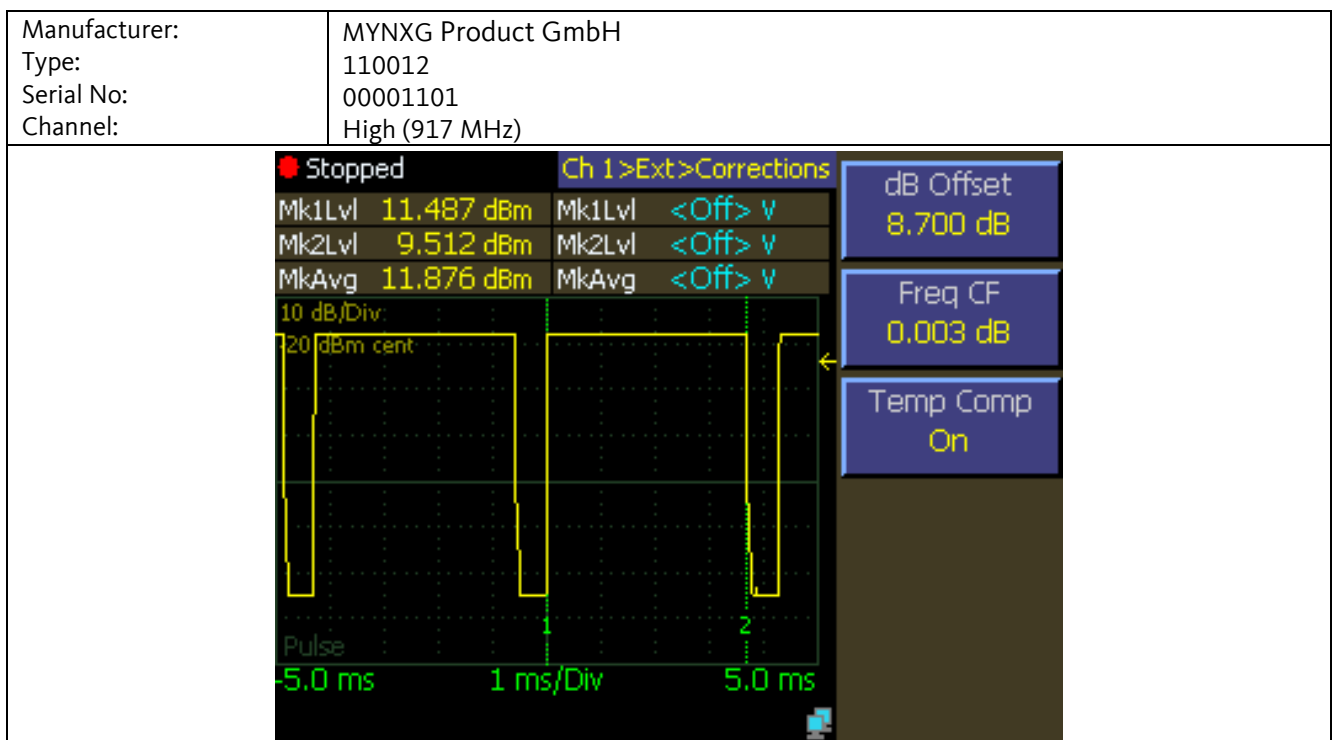 Manufacturer: MYNXG Product GmbH
Type: 110012
Serial No: 00001101
Channel: High (917 MHz)
Stopped Ch 1>Ext>Corrections
Mk1Lvl 11.487 dBm Mk1Lvl <Off> V
Mk2Lvl 9.512 dBm Mk2Lvl <Off> V
MkAvg 11.876 dBm MkAvg <Off> V
dB Offset
8.700 dB
Freq CF
0.003 dB
Temp Comp
On
10 dB/Div
-20 dBm cent
1 2
Pulse
-5.0 ms 1 ms/Div 5.0 ms